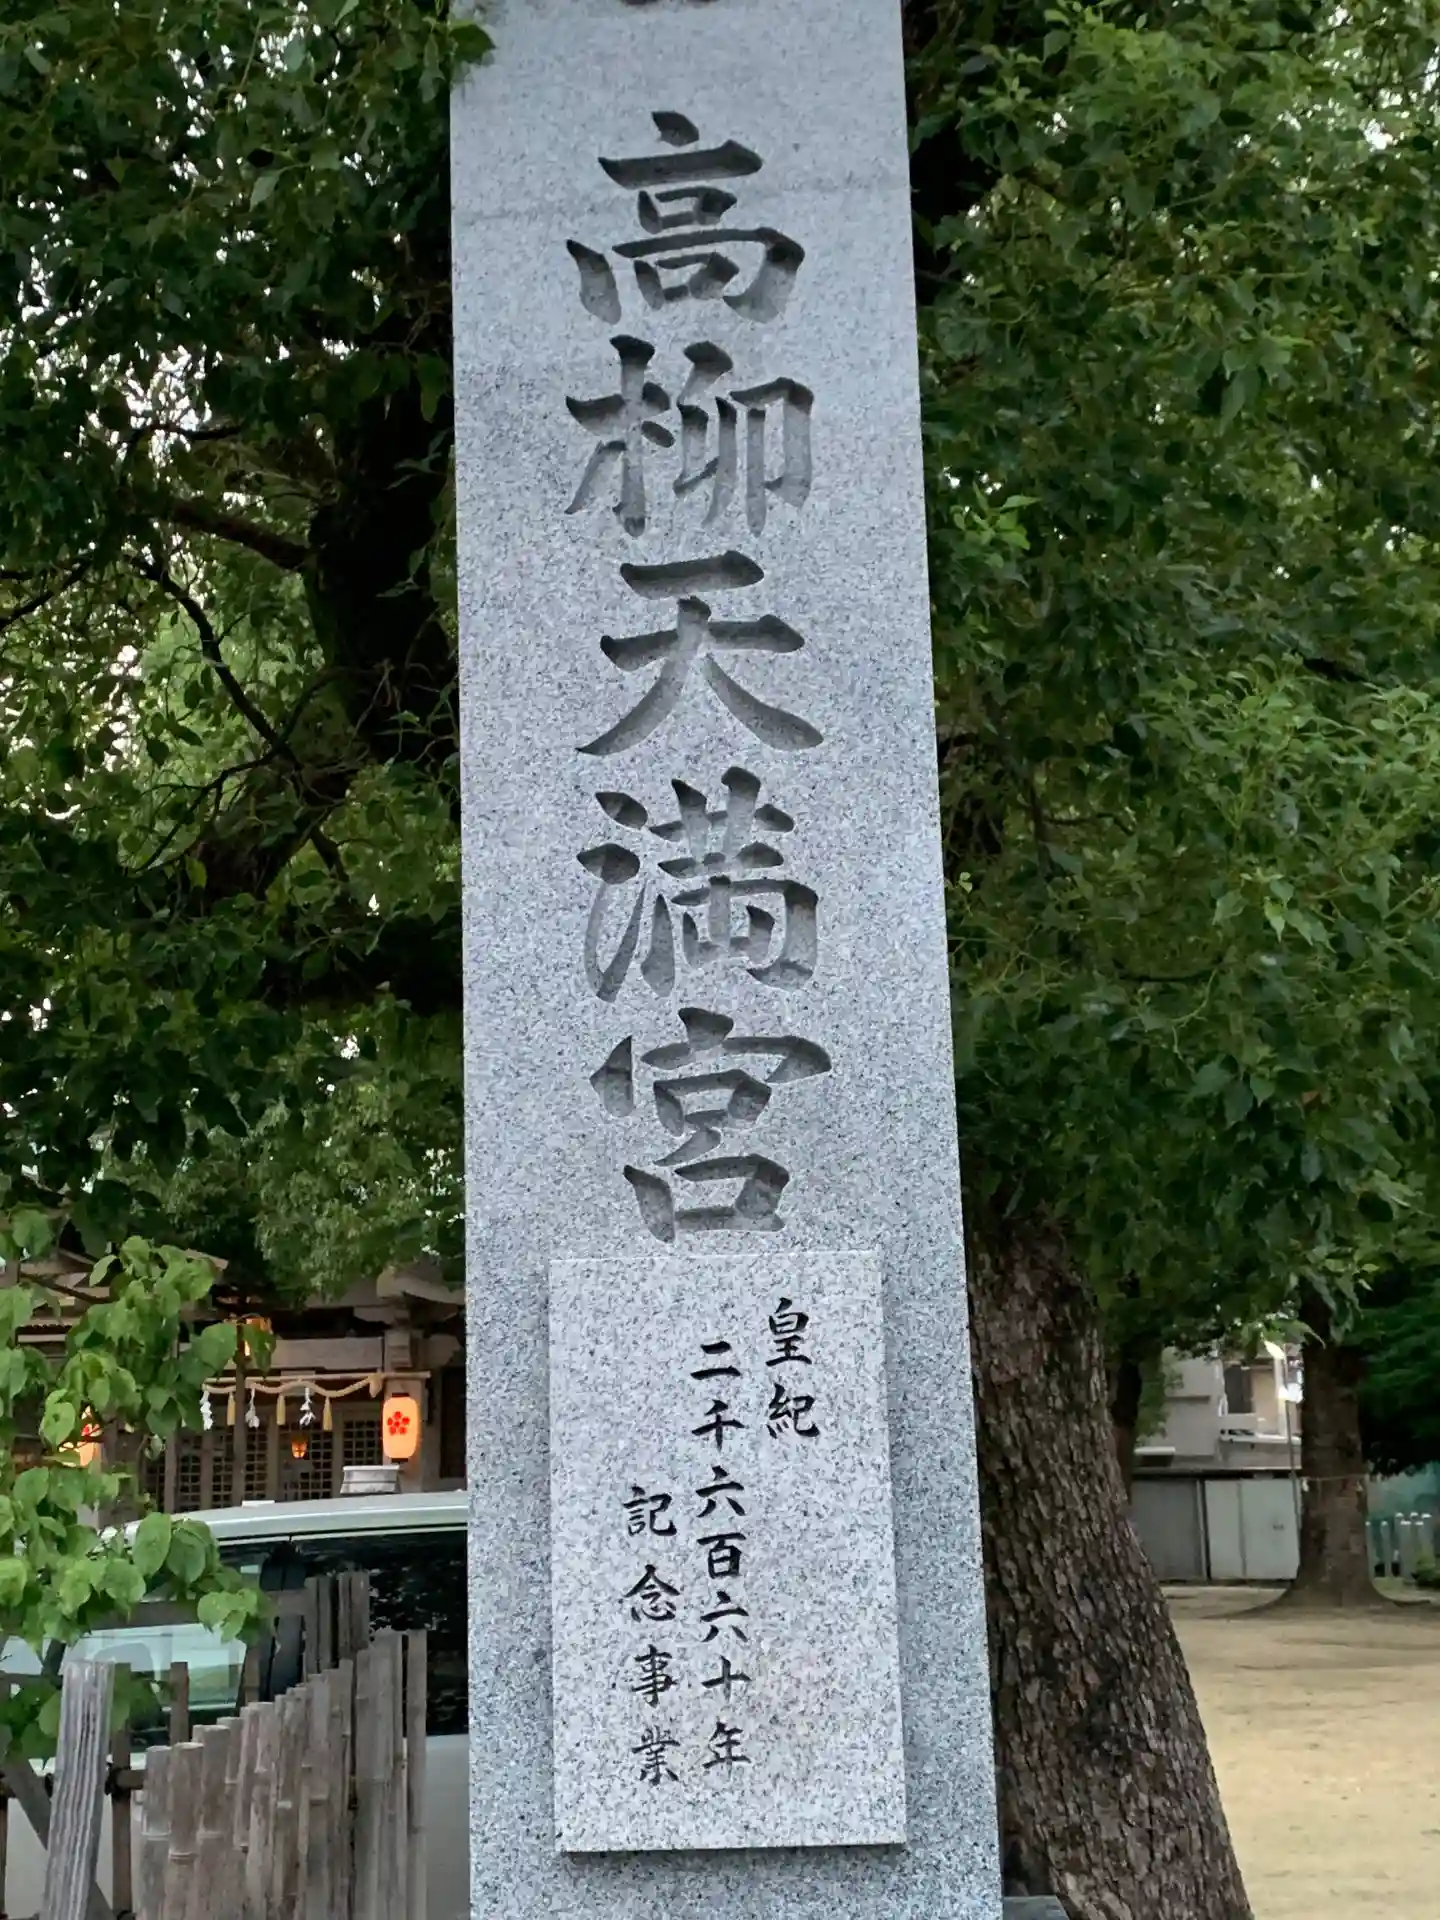 高柳天満宮
皇紀
二千六百六十年
記念事業